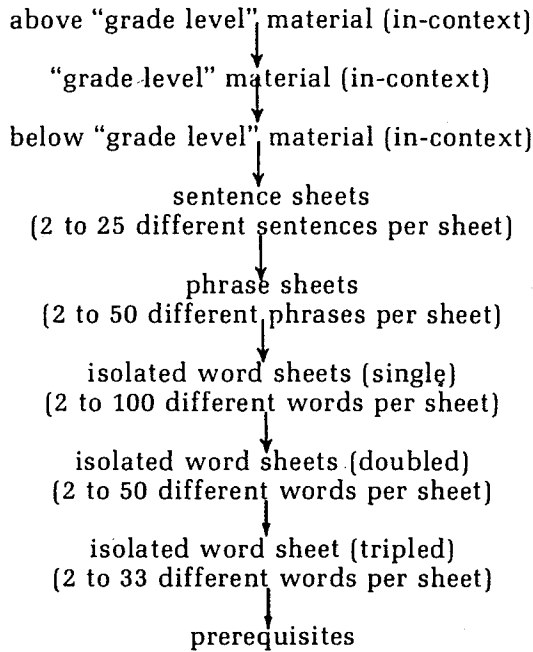 above “grade level” material (in-context)
“grade level” material (in-context)
below “grade level” material (in-context)
sentence sheets
(2 to 25 different sentences per sheet)
phrase sheets
(2 to 50 different phrases per sheet)
isolated word sheets (single)
(2 to 100 different words per sheet)
isolated word sheets (doubled)
(2 to 50 different words per sheet)
isolated word sheet (tripled)
(2 to 33 different words per sheet)
prerequisites